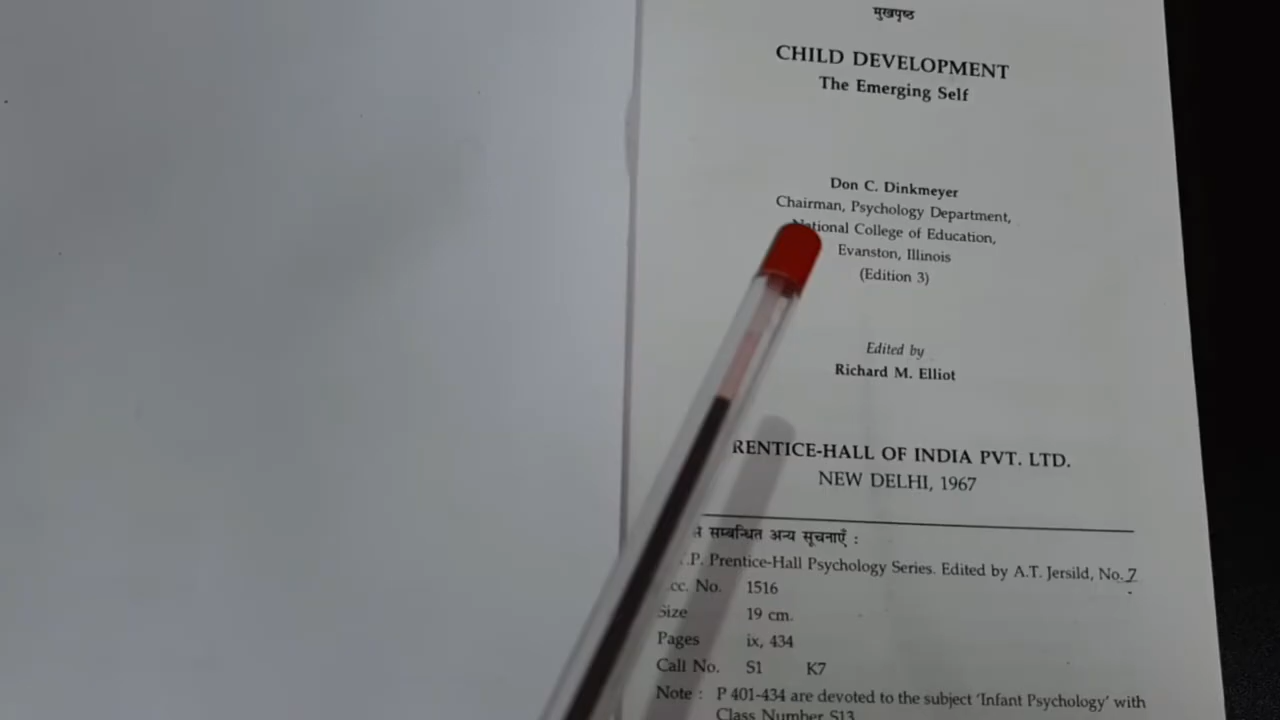 मुखपृष्ठ
CHILD DEVELOPMENT
The Emerging Self
Don C. Dinkmeyer
Chairman, Psychology Department,
National College of Education,
Evanston, Illinois
(Edition 3)
Edited by
Richard M. Elliot
RENTICE-HALL OF INDIA PVT. LTD.
NEW DELHI, 1967
सम्बन्धित अन्य सूचनाएँ :
.P. Prentice-Hall Psychology Series. Edited by A.T. Jersild, No. 7
cc. No. 1516
Size 19 cm.
Pages ix, 434
Call No. S1 K7
Note : P 401-434 are devoted to the subject 'Infant Psychology' with
Class Number S13